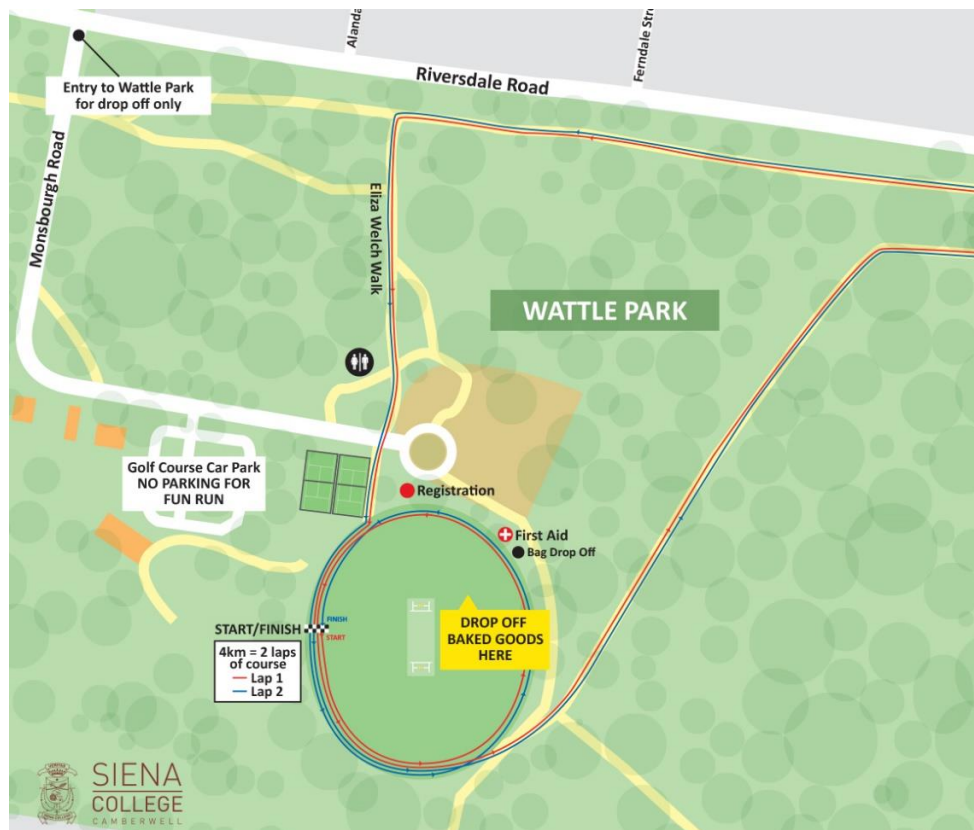 Alanda
Ferndale Stre
Riversdale Road
Entry to Wattle Park
for drop off only
Monsbourgh Road
Eliza Welch Walk
WATTLE PARK
Golf Course Car Park
NO PARKING FOR
FUN RUN
Registration
First Aid
Bag Drop Off
DROP OFF
BAKED GOODS
HERE
START/FINISH
FINISH
START
4km = 2 laps
of course
Lap 1
Lap 2
SIENA
COLLEGE
CAMBERWELL